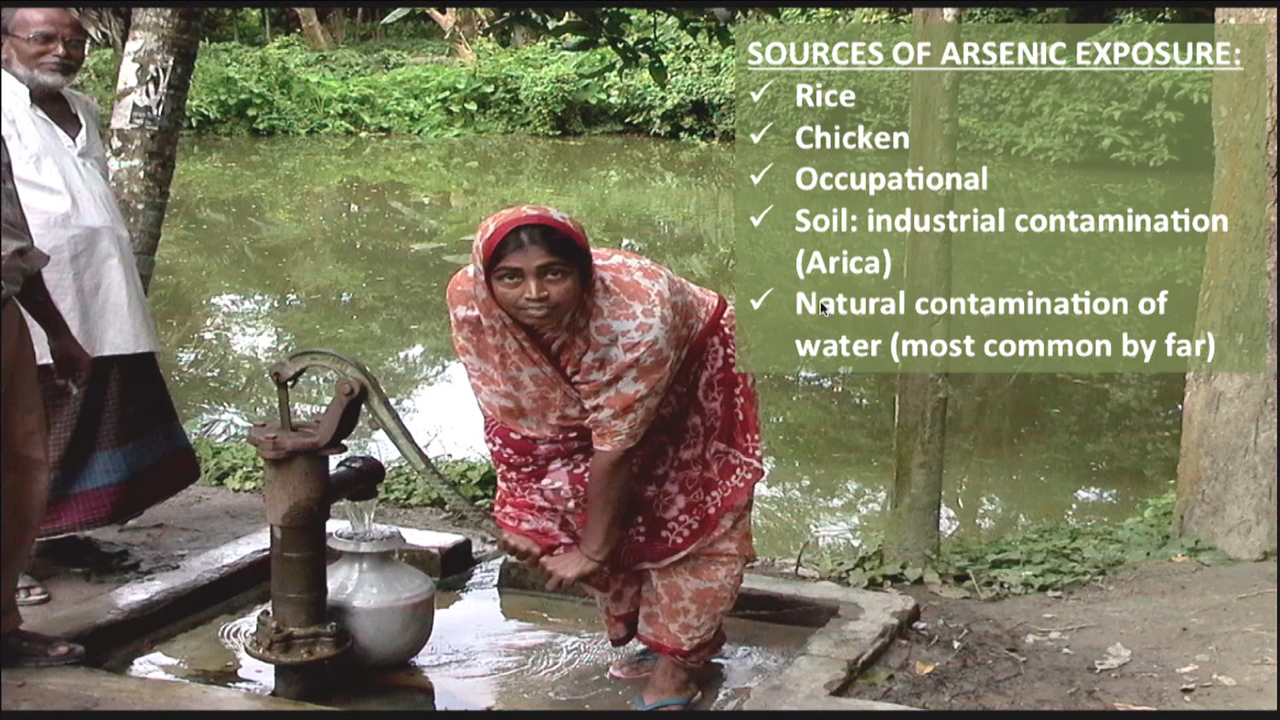 SOURCES OF ARSENIC EXPOSURE:
✓ Rice
✓ Chicken
✓ Occupational
✓ Soil: industrial contamination
(Arica)
✓ Natural contamination of
water (most common by far)